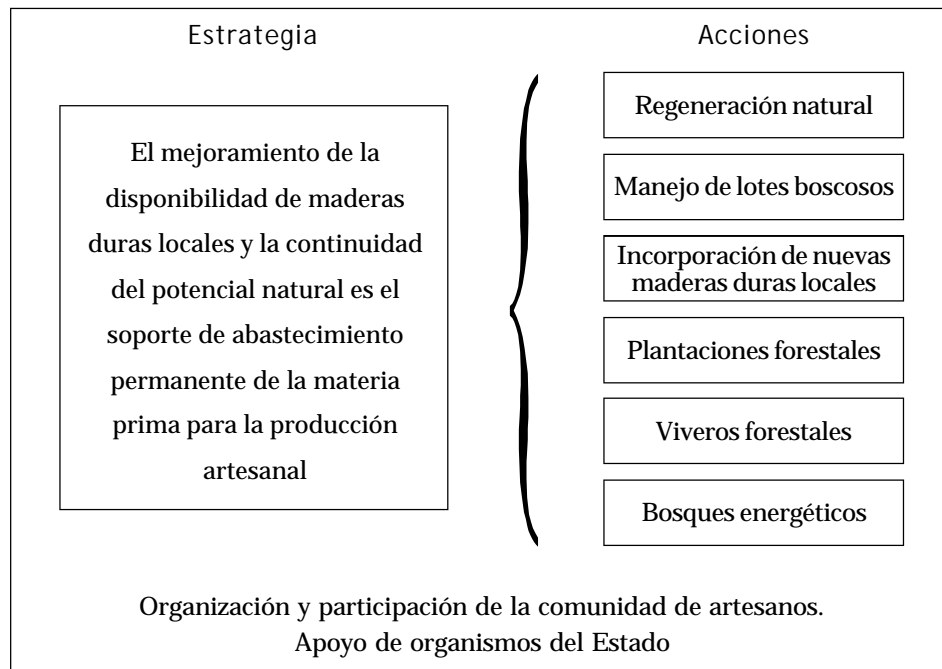 Estrategia
El mejoramiento de la
disponibilidad de maderas
duras locales y la continuidad
del potencial natural es el
soporte de abastecimiento
permanente de la materia
prima para la producción
artesanal
Acciones
Regeneración natural
Manejo de lotes boscosos
Incorporación de nuevas
maderas duras locales
Plantaciones forestales
Viveros forestales
Bosques energéticos
Organización y participación de la comunidad de artesanos.
Apoyo de organismos del Estado